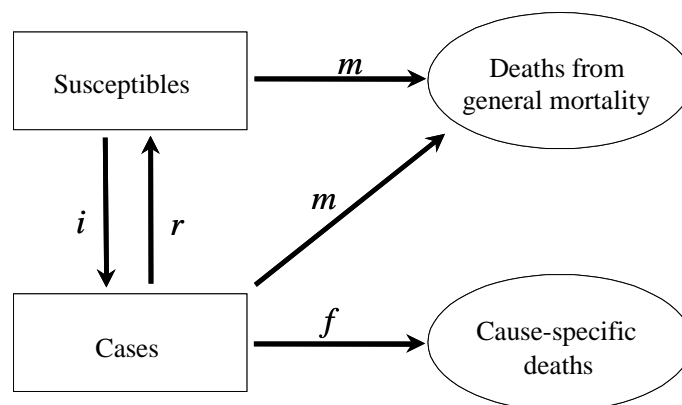 Susceptibles
m
Deaths from
general mortality
i
r
m
Cases
f
Cause-specific
deaths